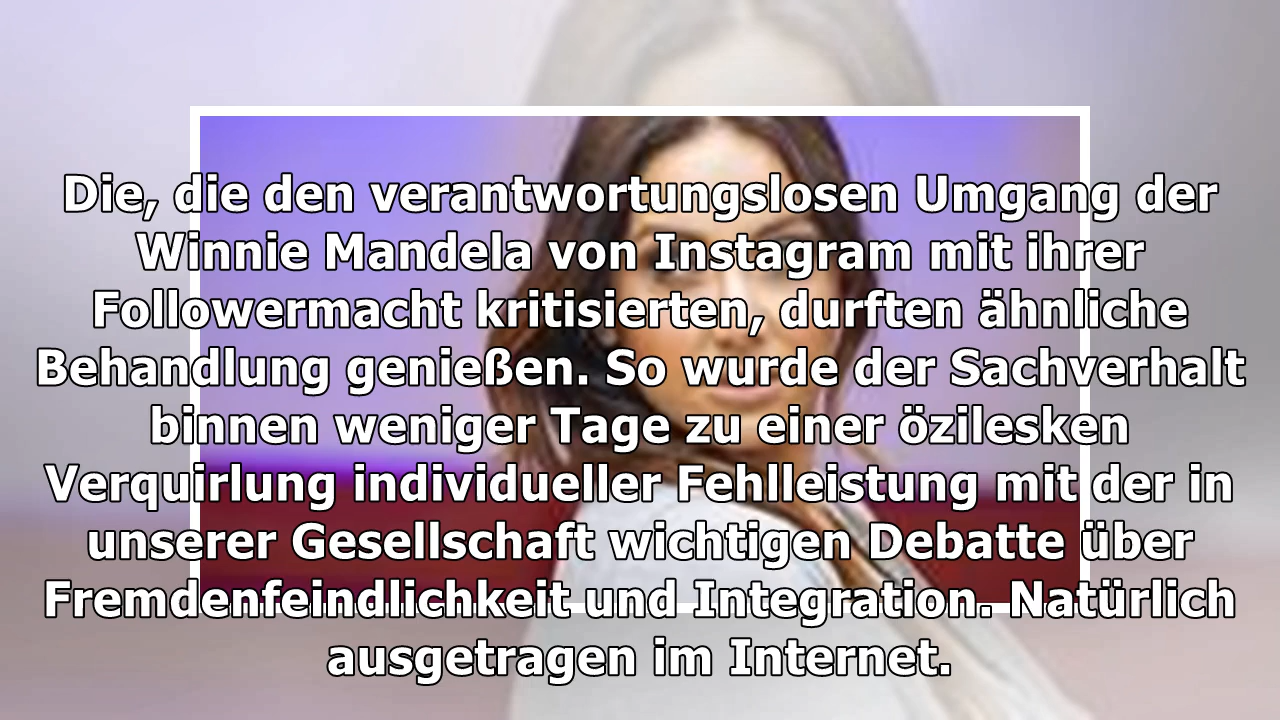 Die, die den verantwortungslosen Umgang der
Winnie Mandela von Instagram mit ihrer
Followermacht kritisierten, durften ähnliche
Behandlung genießen. So wurde der Sachverhalt
binnen weniger Tage zu einer özilesken
Verquirlung individueller Fehlleistung mit der in
unserer Gesellschaft wichtigen Debatte über
Fremdenfeindlichkeit und Integration. Natürlich
ausgetragen im Internet.